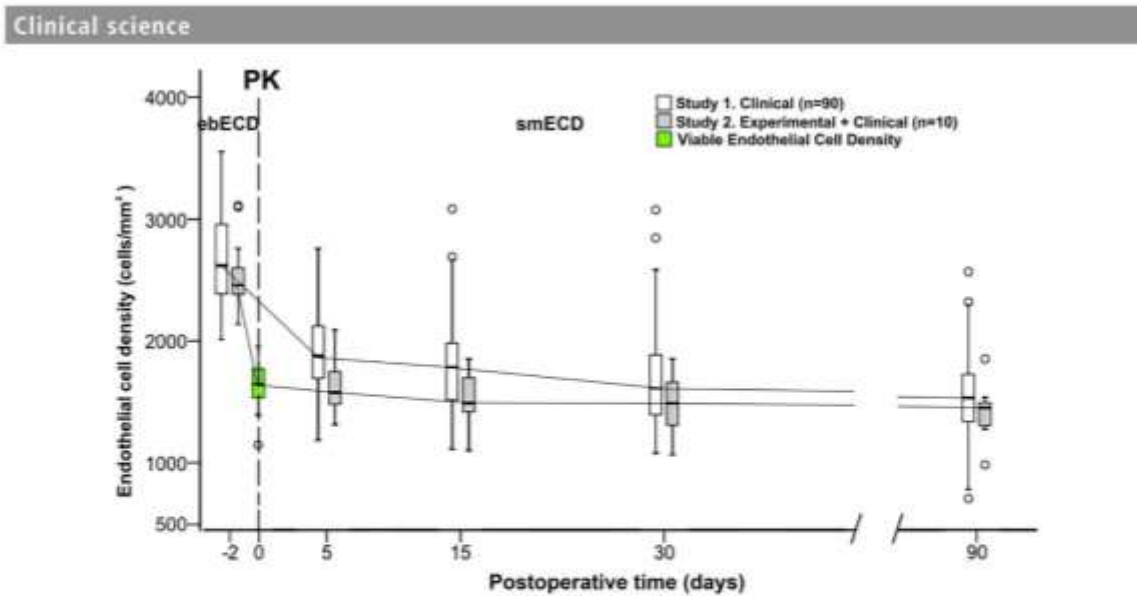 Clinical science
PK
ebECD
smECD
Study 1. Clinical (n=90)
Study 2. Experimental + Clinical (n=10)
Viable Endothelial Cell Density
Endothelial cell density (cells/mm²)
4000
3000
2000
1000
500
-2 0 5 15 30 90
Postoperative time (days)